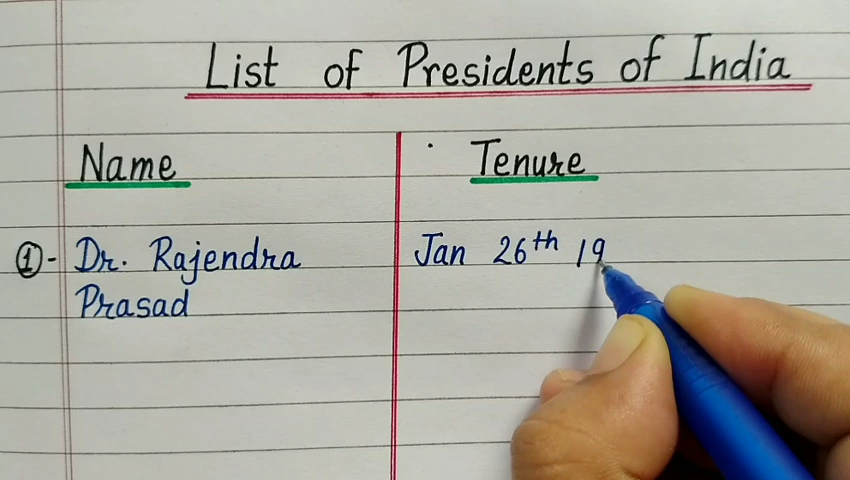 List of Presidents of India
Name Tenure
①- Dr. Rajendra Jan 26th 19
Prasad